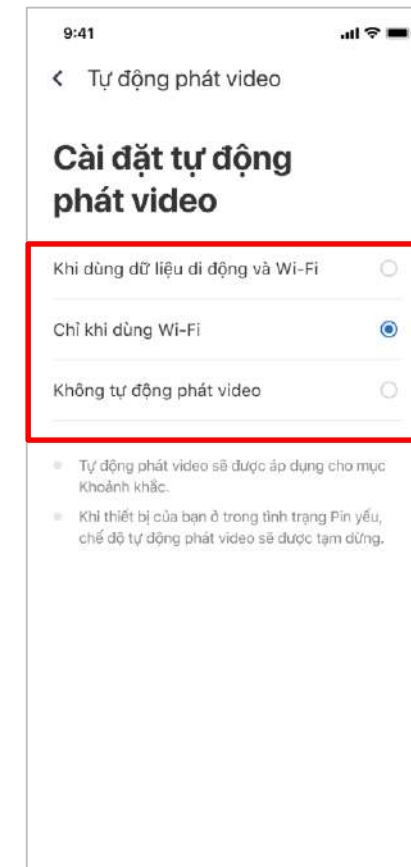 9:41
Tự động phát video
Cài đặt tự động
phát video
Khi dùng dữ liệu di động và Wi-Fi
Chỉ khi dùng Wi-Fi
Không tự động phát video
Tự động phát video sẽ được áp dụng cho mục
Khoảnh khắc.
Khi thiết bị của bạn ở trong tình trạng Pin yếu,
chế độ tự động phát video sẽ được tạm dừng.